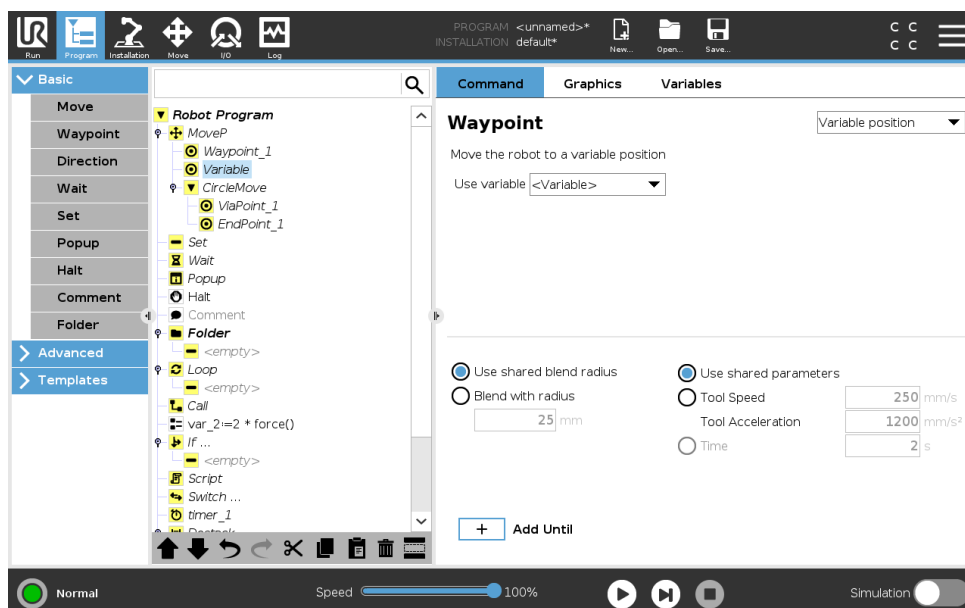 UR
Run
Program
Installation
Move
I/O
Log
PROGRAM <unnamed>*
INSTALLATION default*
New...
Open...
Save...
C C
C C
Basic
Move
Waypoint
Direction
Wait
Set
Popup
Halt
Comment
Folder
Advanced
Templates
Robot Program
MoveP
Waypoint_1
Variable
CircleMove
ViaPoint_1
EndPoint_1
Set
Wait
Popup
Halt
Comment
Folder
<empty>
Loop
<empty>
Call
var_2:=2 * force()
If ...
<empty>
Script
Switch ...
timer_1
Command Graphics Variables
Waypoint
Variable position
Move the robot to a variable position
Use variable <Variable>
Use shared blend radius
Blend with radius
25 mm
Use shared parameters
Tool Speed 250 mm/s
Tool Acceleration 1200 mm/s²
Time 2 s
+ Add Until
Normal
Speed 100%
Simulation